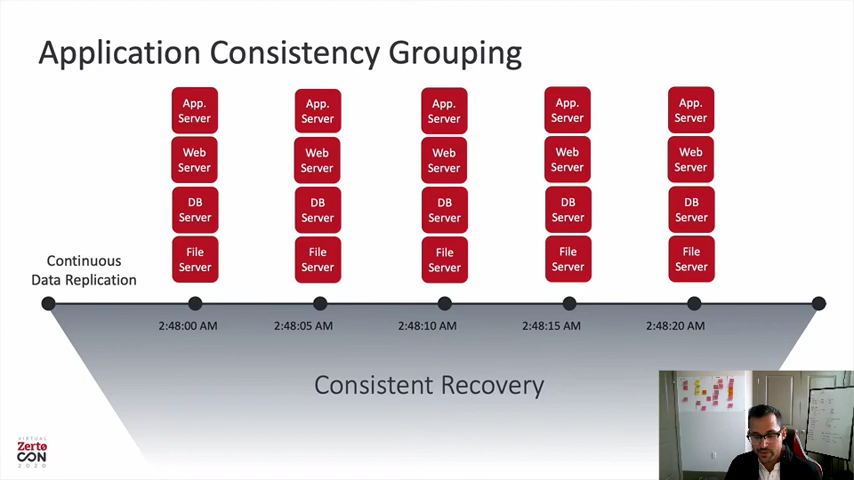 Application Consistency Grouping
App.
Server
App.
Server
App.
Server
App.
Server
App.
Server
Web
Server
Web
Server
Web
Server
Web
Server
Web
Server
DB
Server
DB
Server
DB
Server
DB
Server
DB
Server
File
Server
File
Server
File
Server
File
Server
File
Server
Continuous
Data Replication
2:48:00 AM
2:48:05 AM
2:48:10 AM
2:48:15 AM
2:48:20 AM
Consistent Recovery
VIRTUAL
Zerto
CON
2020